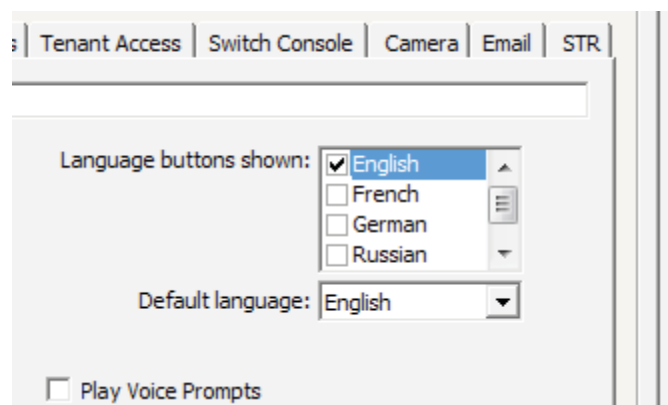 s Tenant Access Switch Console Camera Email STR
Language buttons shown: English
French
German
Russian
Default language: English
Play Voice Prompts